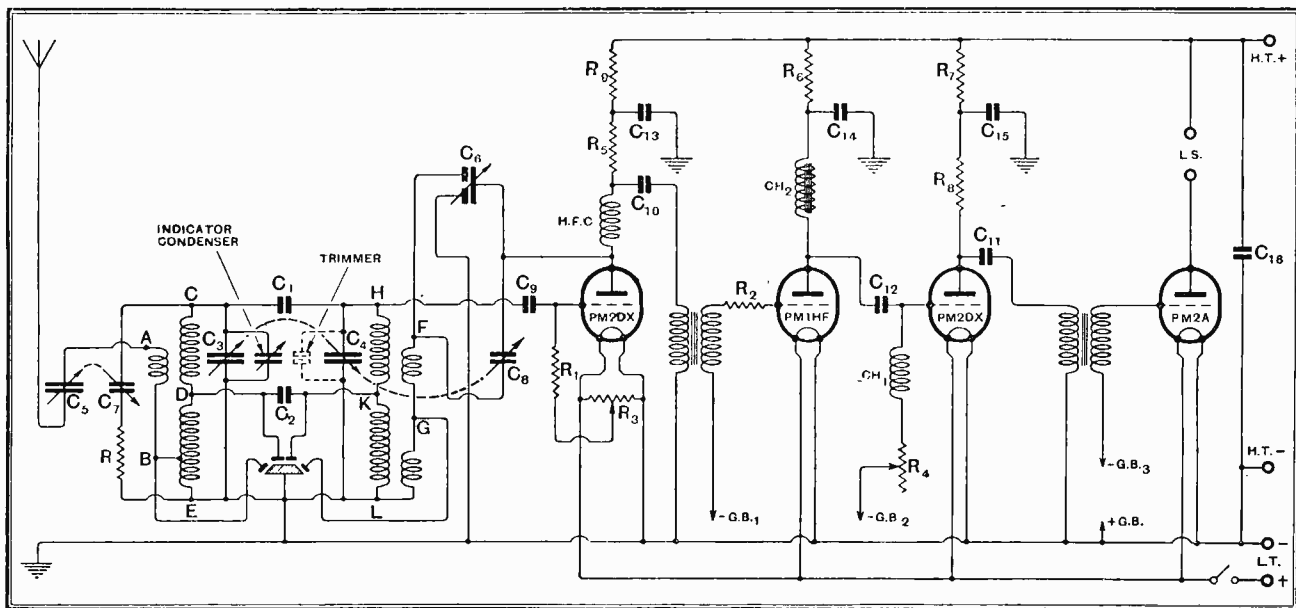 H.T.+
R9
R6
R7
C13
C14
C15
L.S.
C6
R5
CH2
R8
C10
H.F.C
INDICATOR
CONDENSER
TRIMMER
C11
C16
C
C1
H
C9
C12
R2
PM2DX
PM1HF
PM2DX
PM2A
A
C3
C4
F
C8
R1
CH1
C5
C7
D
C2
K
R3
G
R
B
R4
-G.B.3
H.T.-
E
L
-G.B.1
-G.B.2
+G.B.
-
L.T.
+